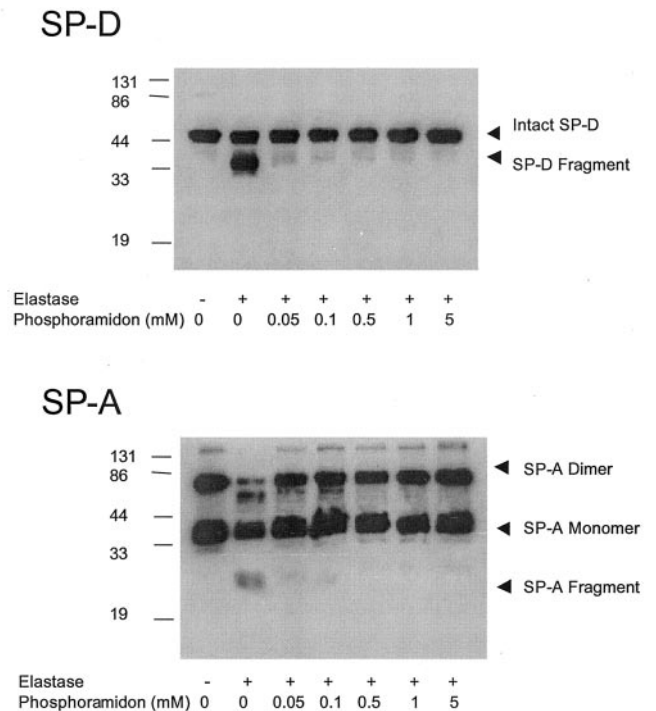 SP-D
131
86
44
33
19
Intact SP-D
SP-D Fragment
Elastase - + + + + + +
Phosphoramidon (mM) 0 0 0.05 0.1 0.5 1 5
SP-A
131
86
44
33
19
SP-A Dimer
SP-A Monomer
SP-A Fragment
Elastase - + + + + + +
Phosphoramidon (mM) 0 0 0.05 0.1 0.5 1 5